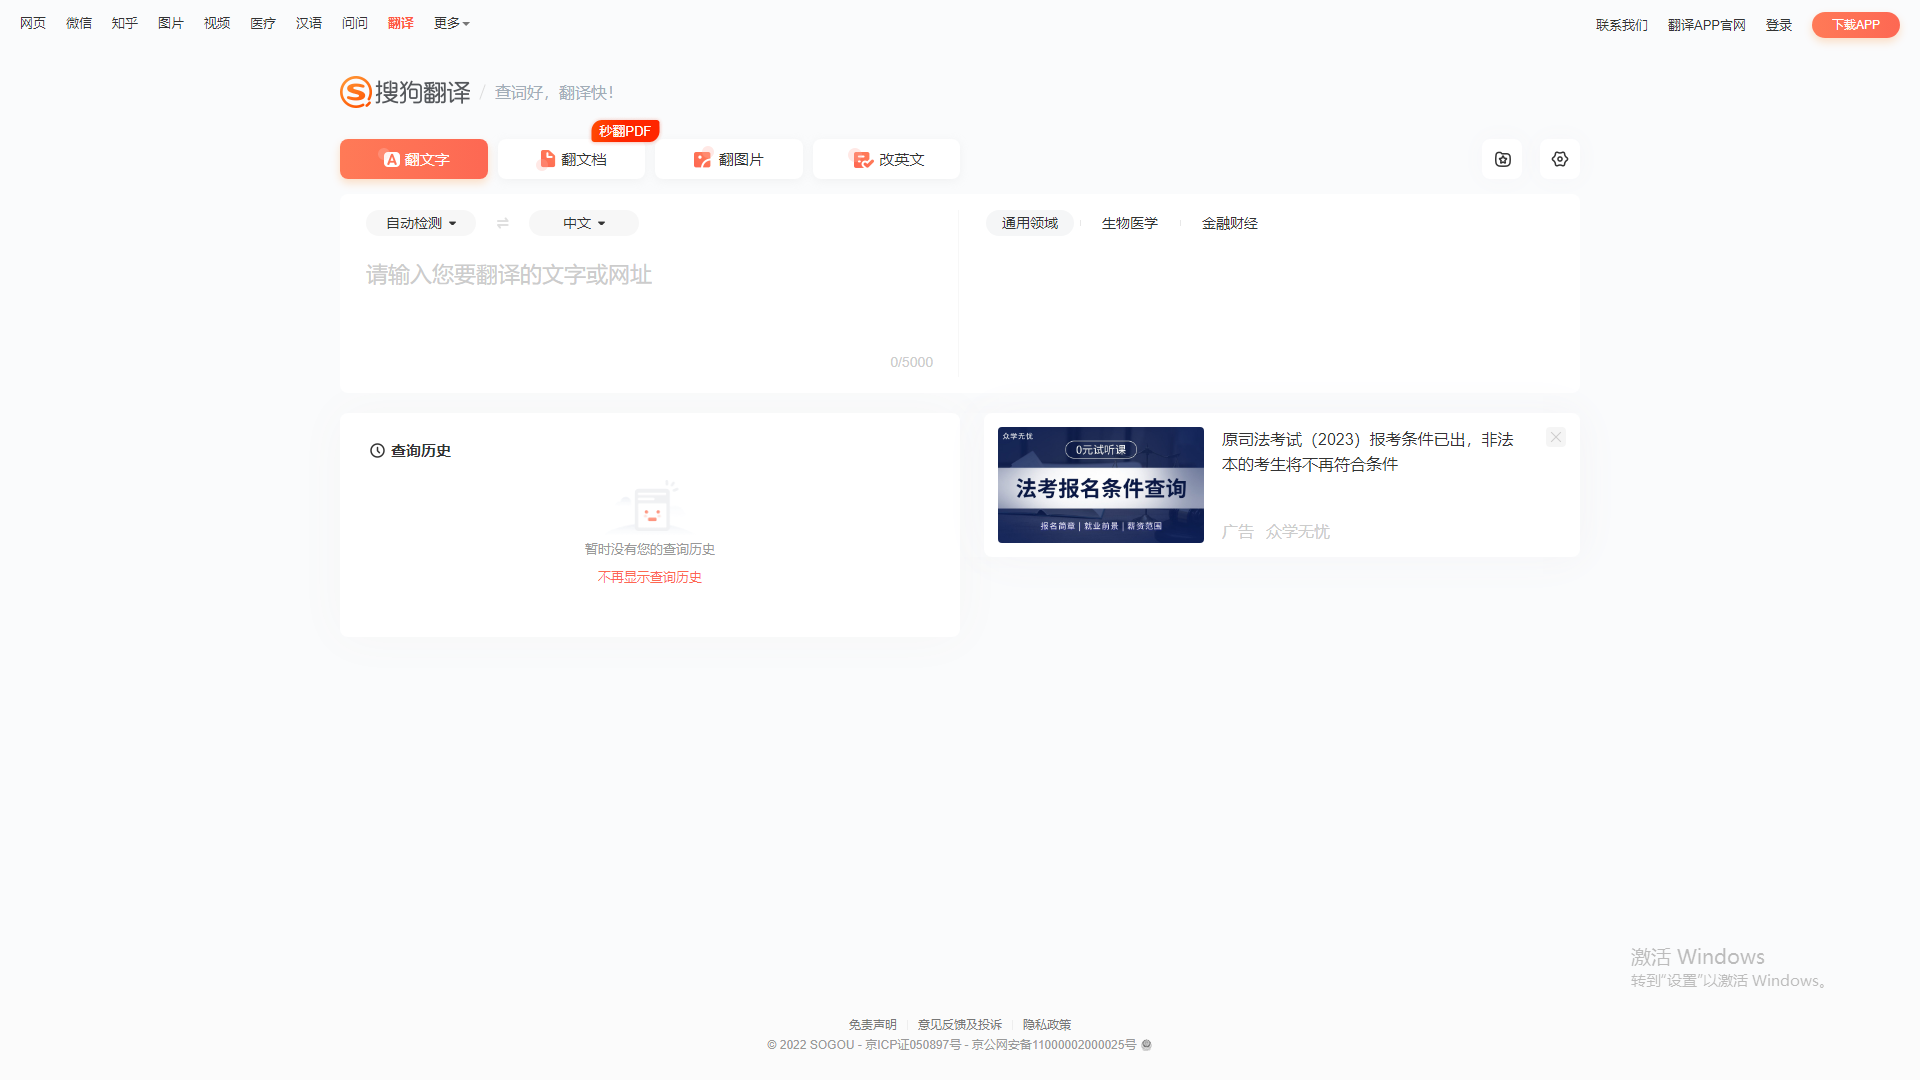 网页 微信 知乎 图片 视频 医疗 汉语 问问 翻译 更多
联系我们 翻译APP官网 登录 下载APP
搜狗翻译 / 查词好，翻译快！
秒翻PDF
翻文字 翻文档 翻图片 改英文
自动检测 中文 通用领域 生物医学 金融财经
请输入您要翻译的文字或网址
0/5000
查询历史
暂时没有您的查询历史
不再显示查询历史
众学无忧
0元试听课
法考报名条件查询
报名简章 | 就业前景 | 薪资范围
原司法考试（2023）报考条件已出，非法
本的考生将不再符合条件
广告 众学无忧
激活 Windows
转到“设置”以激活 Windows。
免责声明 意见反馈及投诉 隐私政策
© 2022 SOGOU - 京ICP证050897号 - 京公网安备11000002000025号